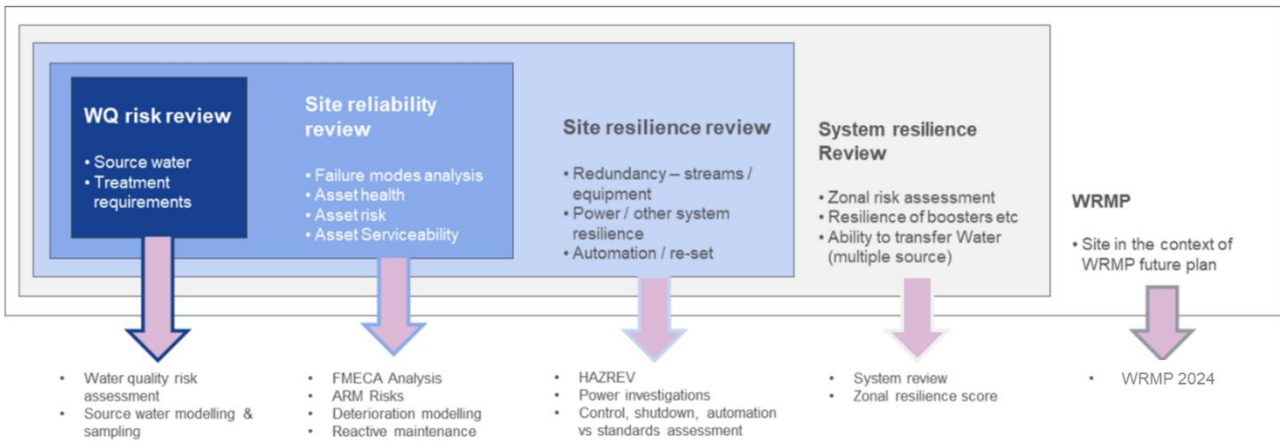 WQ risk review
• Source water
• Treatment
requirements
Site reliability
review
• Failure modes analysis
• Asset health
• Asset risk
• Asset Serviceability
Site resilience review
• Redundancy – streams /
equipment
• Power / other system
resilience
• Automation / re-set
System resilience
Review
• Zonal risk assessment
• Resilience of boosters etc
• Ability to transfer Water
(multiple source)
WRMP
• Site in the context of
WRMP future plan
• Water quality risk
assessment
• Source water modelling &
sampling
• FMECA Analysis
• ARM Risks
• Deterioration modelling
• Reactive maintenance
• HAZREV
• Power investigations
• Control, shutdown, automation
vs standards assessment
• System review
• Zonal resilience score
• WRMP 2024